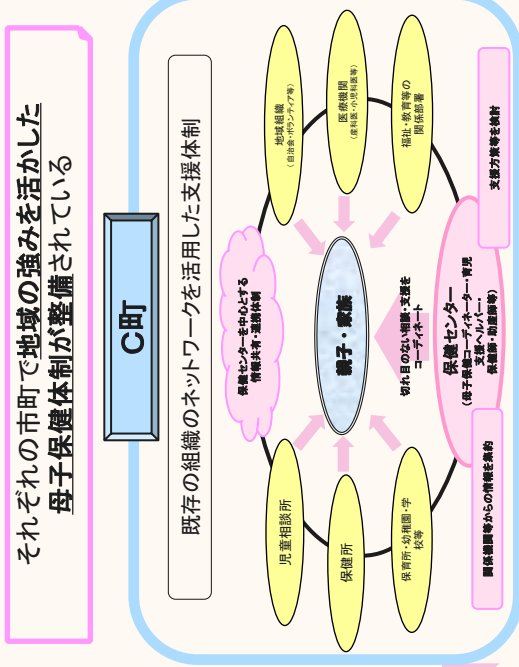 それぞれの市町で地域の強みを活かした
母子保健体制が整備されている
C町
既存の組織のネットワークを活用した支援体制
保健センターを中心とする
情報共有・連携体制
児童相談所
保健所
保育所・幼稚園・学
校等
地域組織
(自治会・ボランティア等)
医療機関
(産科医・小児科医等)
福祉・教育等の
関係部署
親子・家族
切れ目のない相談・支援を
コーディネート
保健センター
(母子保健コーディネーター・育児
支援ヘルパー・
保健師・助産師等)
関係機関等からの情報を集約
支援方策等を検討